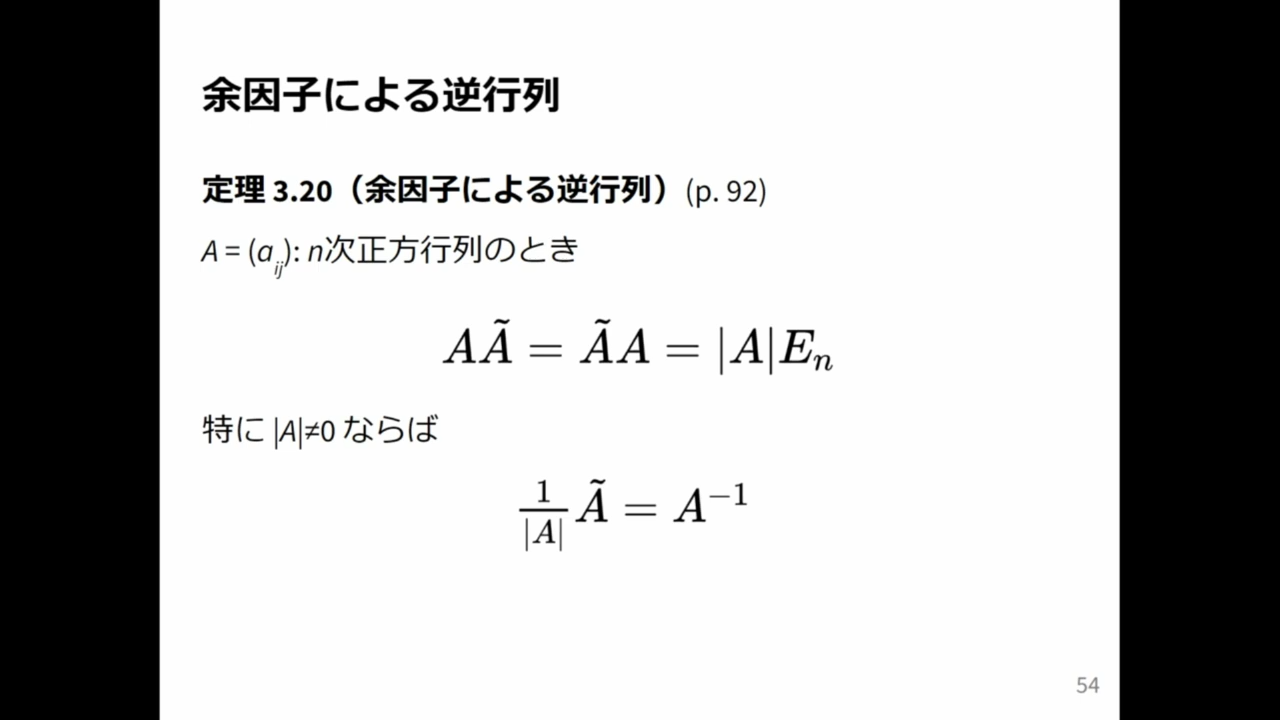 余因子による逆行列
定理 3.20（余因子による逆行列）(p. 92)
A = (a_ij): n次正方行列のとき
AÃ = ÃA = |A|E_n
特に |A|≠0 ならば
1/|A| Ã = A^{-1}
54